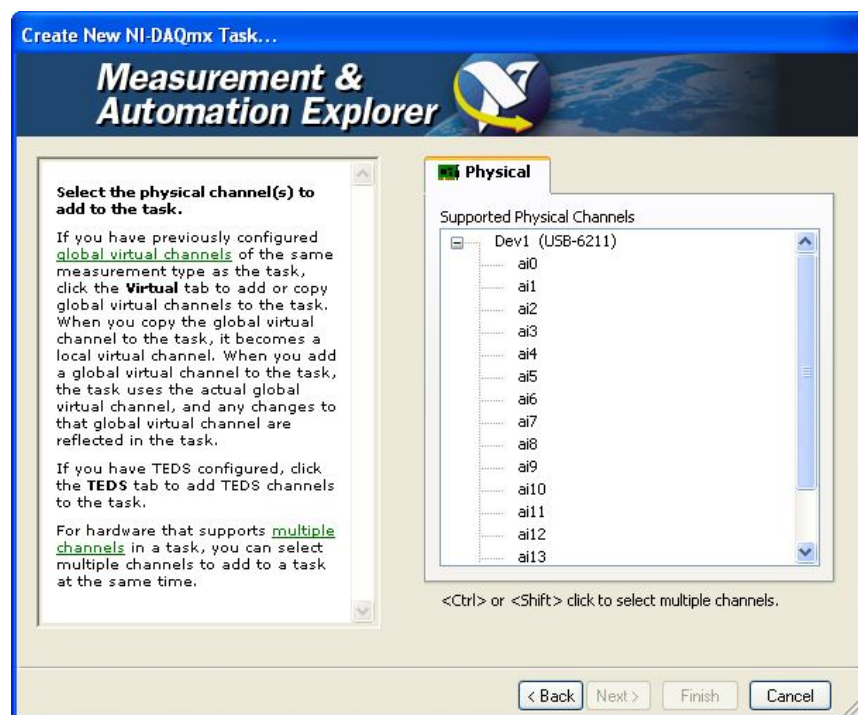 Create New NI-DAQmx Task...
Measurement &
Automation Explorer
Select the physical channel(s) to
add to the task.
If you have previously configured
global virtual channels of the same
measurement type as the task,
click the Virtual tab to add or copy
global virtual channels to the task.
When you copy the global virtual
channel to the task, it becomes a
local virtual channel. When you add
a global virtual channel to the task,
the task uses the actual global
virtual channel, and any changes to
that global virtual channel are
reflected in the task.
If you have TEDS configured, click
the TEDS tab to add TEDS channels
to the task.
For hardware that supports multiple
channels in a task, you can select
multiple channels to add to a task
at the same time.
Physical
Supported Physical Channels
Dev1 (USB-6211)
ai0
ai1
ai2
ai3
ai4
ai5
ai6
ai7
ai8
ai9
ai10
ai11
ai12
ai13
<Ctrl> or <Shift> click to select multiple channels.
< Back
Next >
Finish
Cancel